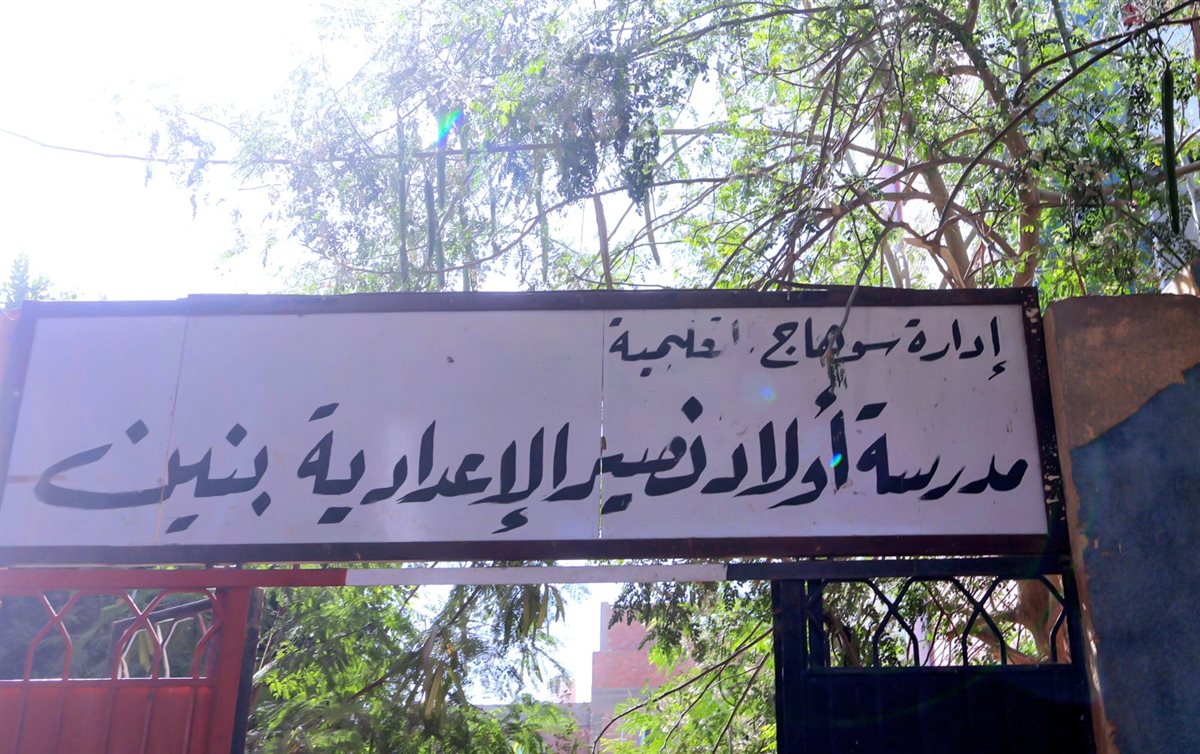 إدارة سوهاج التعليمية
مدرسة أولاد نصير الإعدادية بنين